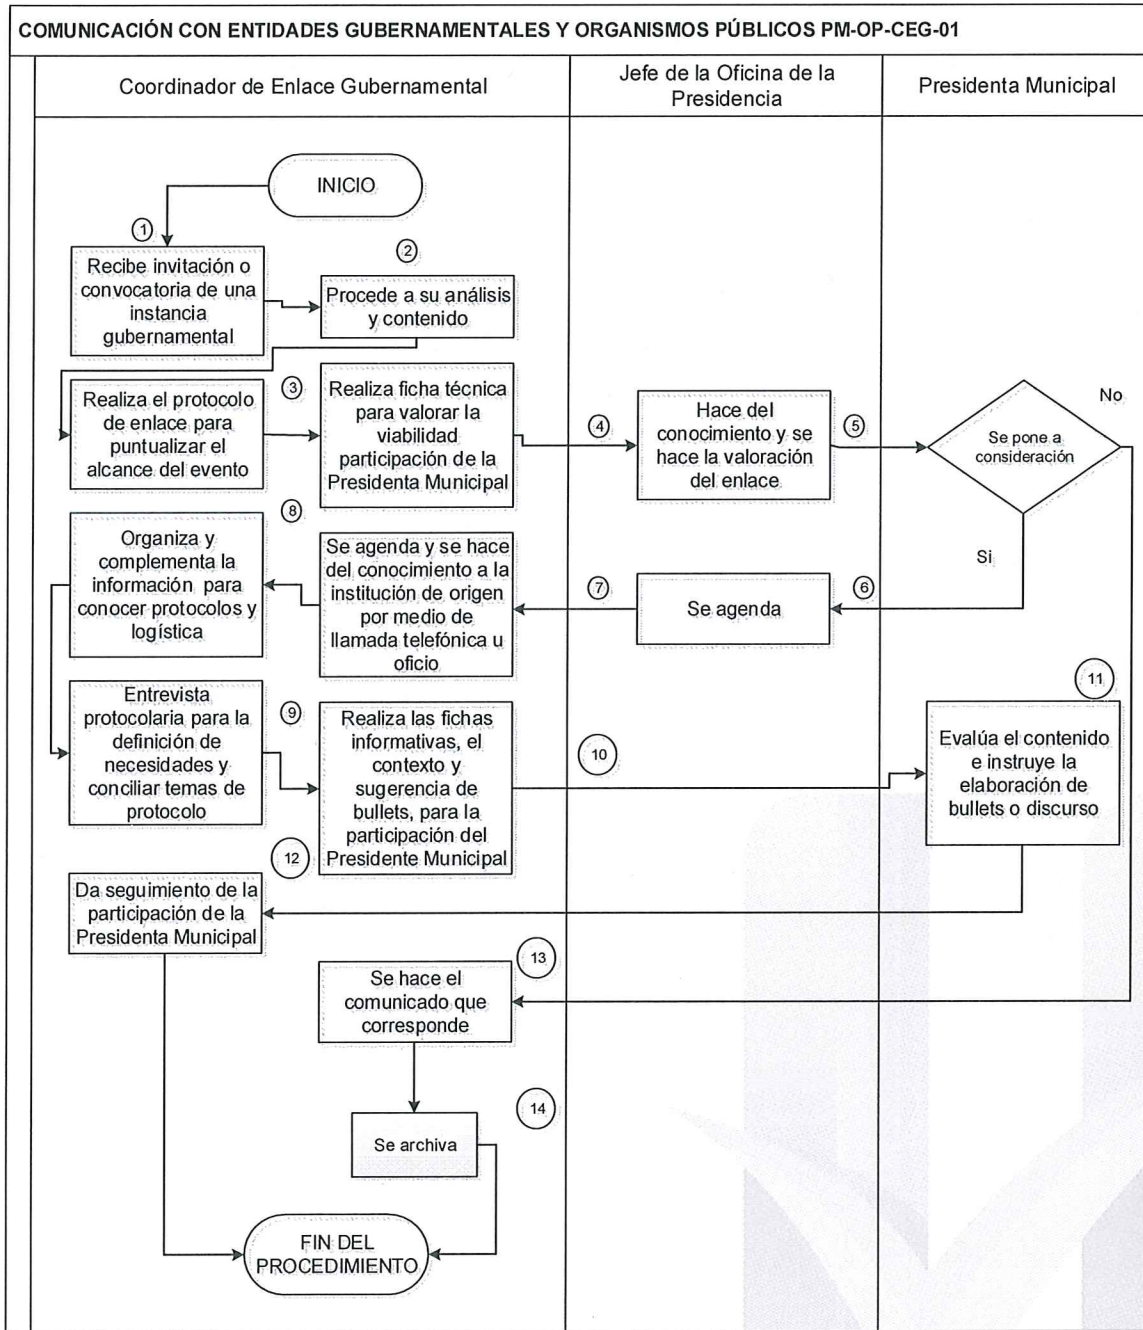 COMUNICACIÓN CON ENTIDADES GUBERNAMENTALES Y ORGANISMOS PÚBLICOS PM-OP-CEG-01
Coordinador de Enlace Gubernamental
Jefe de la Oficina de la
Presidencia
Presidenta Municipal
INICIO
1
Recibe invitación o
convocatoria de una
instancia
gubernamental
2
Procede a su análisis
y contenido
Realiza el protocolo
de enlace para
puntualizar el
alcance del evento
3
Realiza ficha técnica
para valorar la
viabilidad
participación de la
Presidenta Municipal
4
Hace del
conocimiento y se
hace la valoración
del enlace
5
Se pone a
consideración
No
Si
6
Se agenda
7
Se agenda y se hace
del conocimiento a la
institución de origen
por medio de
llamada telefónica u
oficio
8
Organiza y
complementa la
información para
conocer protocolos y
logística
Entrevista
protocolaria para la
definición de
necesidades y
conciliar temas de
protocolo
9
Realiza las fichas
informativas, el
contexto y
sugerencia de
bullets, para la
participación del
Presidente Municipal
10
11
Evalúa el contenido
e instruye la
elaboración de
bullets o discurso
12
Da seguimiento de la
participación de la
Presidenta Municipal
13
Se hace el
comunicado que
corresponde
14
Se archiva
FIN DEL
PROCEDIMIENTO